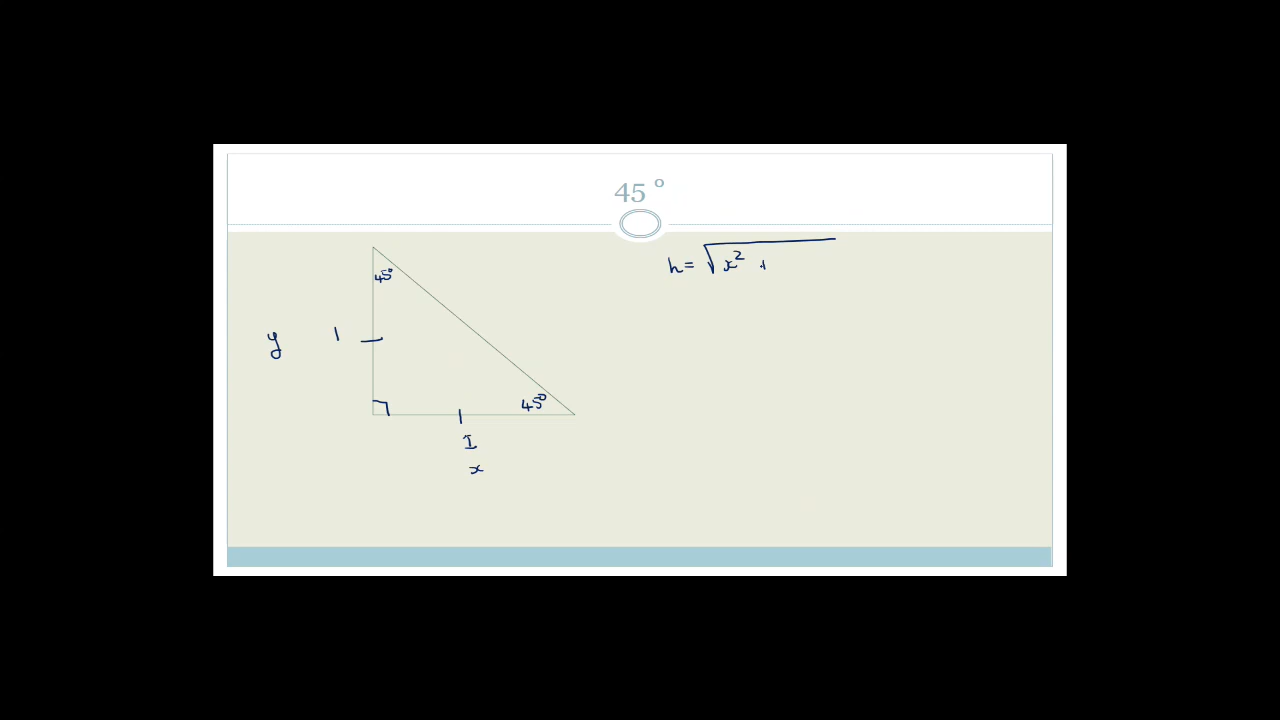 45 °
h = √x² +
45°
y 1
45°
1
x